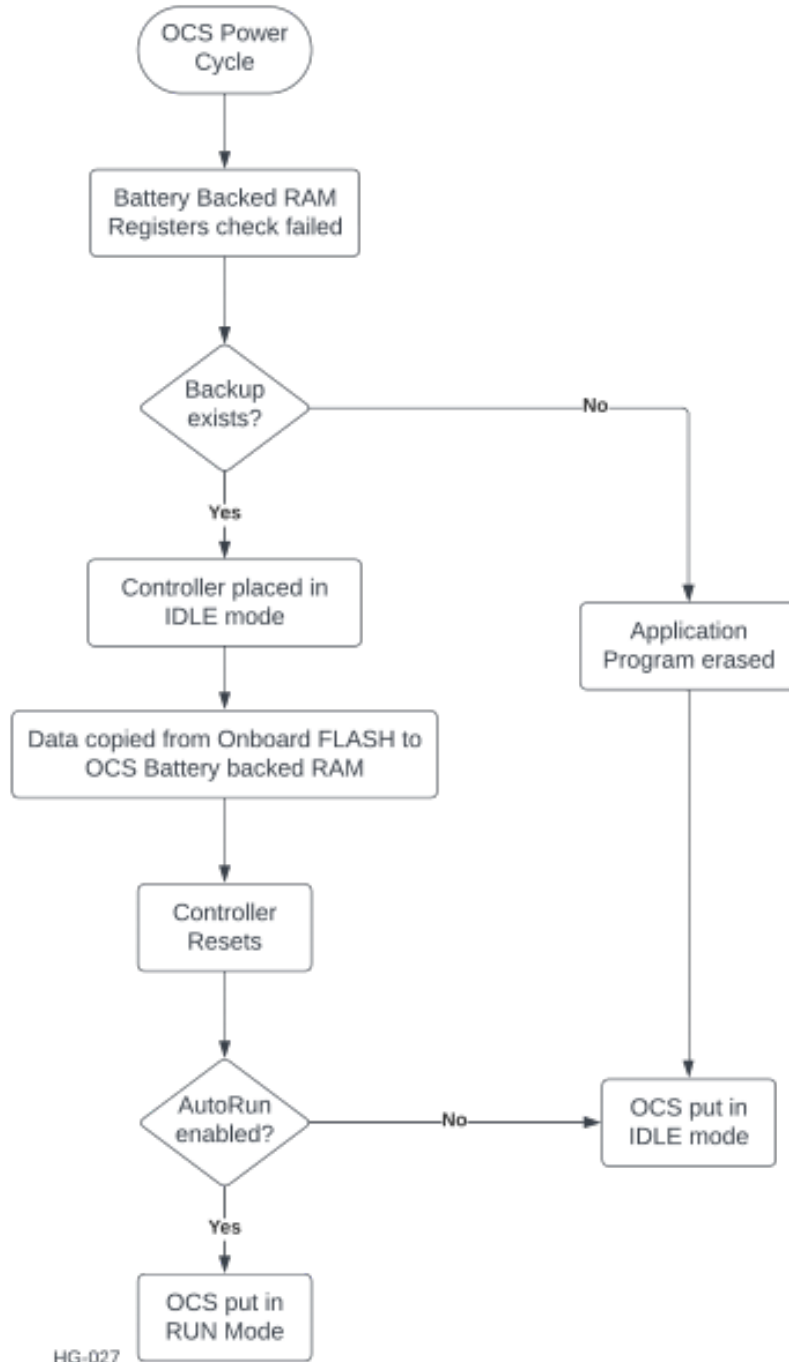 OCS Power
Cycle
Battery Backed RAM
Registers check failed
Backup
exists?
No
Yes
Controller placed in
IDLE mode
Application
Program erased
Data copied from Onboard FLASH to
OCS Battery backed RAM
Controller
Resets
AutoRun
enabled?
No
OCS put in
IDLE mode
Yes
OCS put in
RUN Mode
HG-027